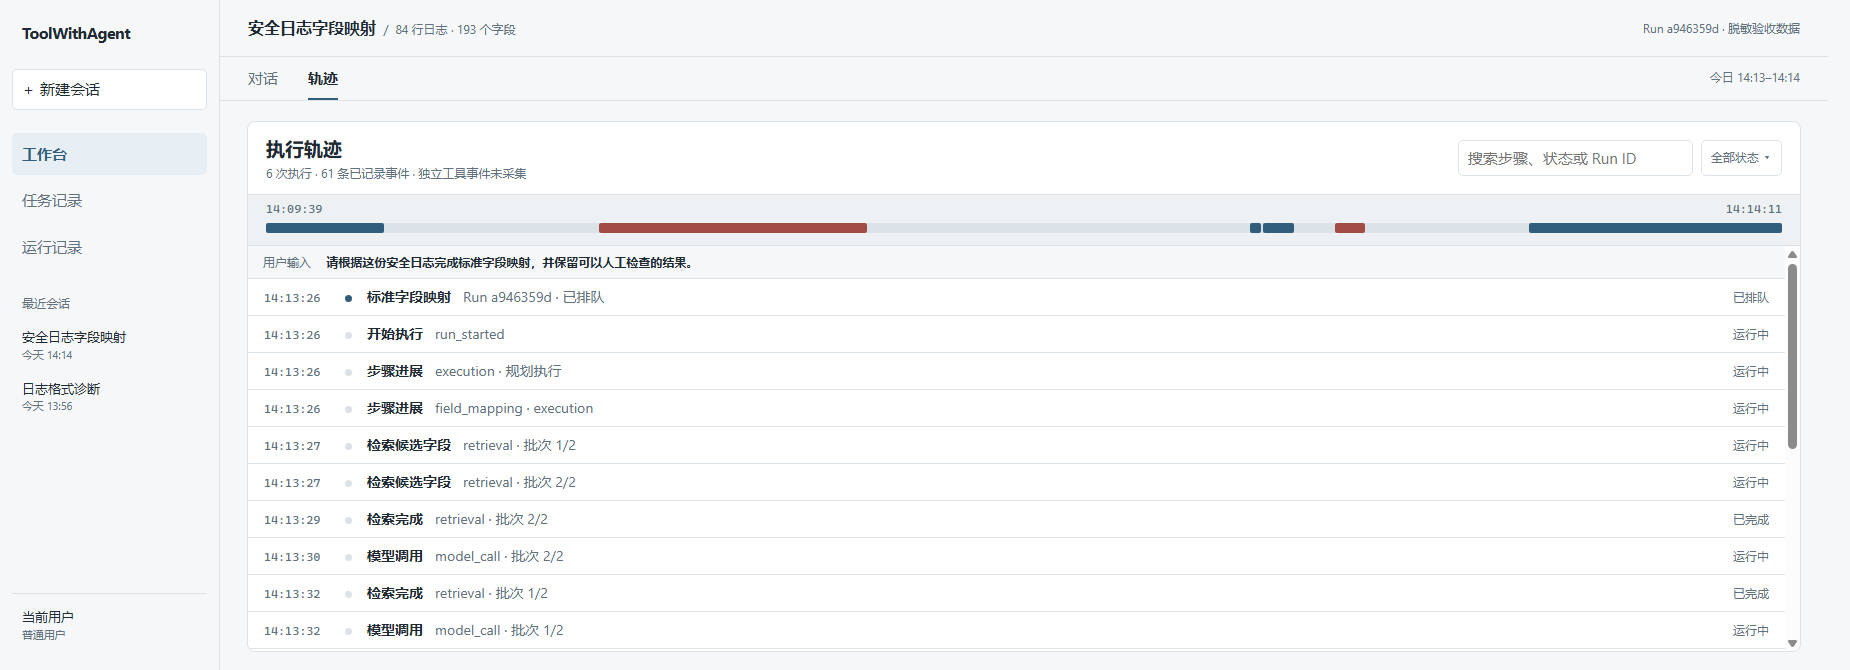 ToolWithAgent
+ 新建会话
工作台
任务记录
运行记录
最近会话
安全日志字段映射
今天 14:14
日志格式诊断
今天 13:56
当前用户
普通用户
安全日志字段映射 / 84 行日志 · 193 个字段
Run a946359d · 脱敏验收数据
对话 轨迹
今日 14:13–14:14
执行轨迹
6 次执行 · 61 条已记录事件 · 独立工具事件未采集
搜索步骤、状态或 Run ID
全部状态
14:09:39 14:14:11
用户输入 请根据这份安全日志完成标准字段映射，并保留可以人工检查的结果。
14:13:26 标准字段映射 Run a946359d · 已排队 已排队
14:13:26 开始执行 run_started 运行中
14:13:26 步骤进展 execution · 规划执行 运行中
14:13:26 步骤进展 field_mapping · execution 运行中
14:13:27 检索候选字段 retrieval · 批次 1/2 运行中
14:13:27 检索候选字段 retrieval · 批次 2/2 运行中
14:13:29 检索完成 retrieval · 批次 2/2 已完成
14:13:30 模型调用 model_call · 批次 2/2 运行中
14:13:32 检索完成 retrieval · 批次 1/2 已完成
14:13:32 模型调用 model_call · 批次 1/2 运行中